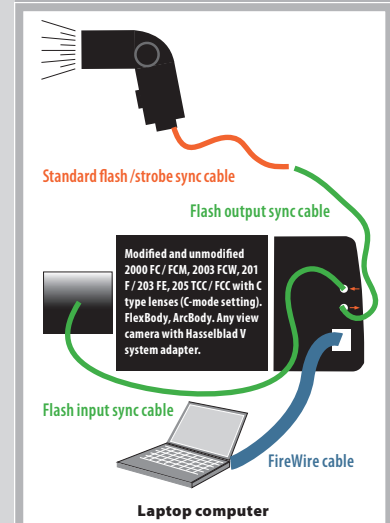 Standard flash /strobe sync cable
Flash output sync cable
Modified and unmodified
2000 FC / FCM, 2003 FCW, 201
F / 203 FE, 205 TCC / FCC with C
type lenses (C-mode setting).
FlexBody, ArcBody. Any view
camera with Hasselblad V
system adapter.
Flash input sync cable
FireWire cable
Laptop computer